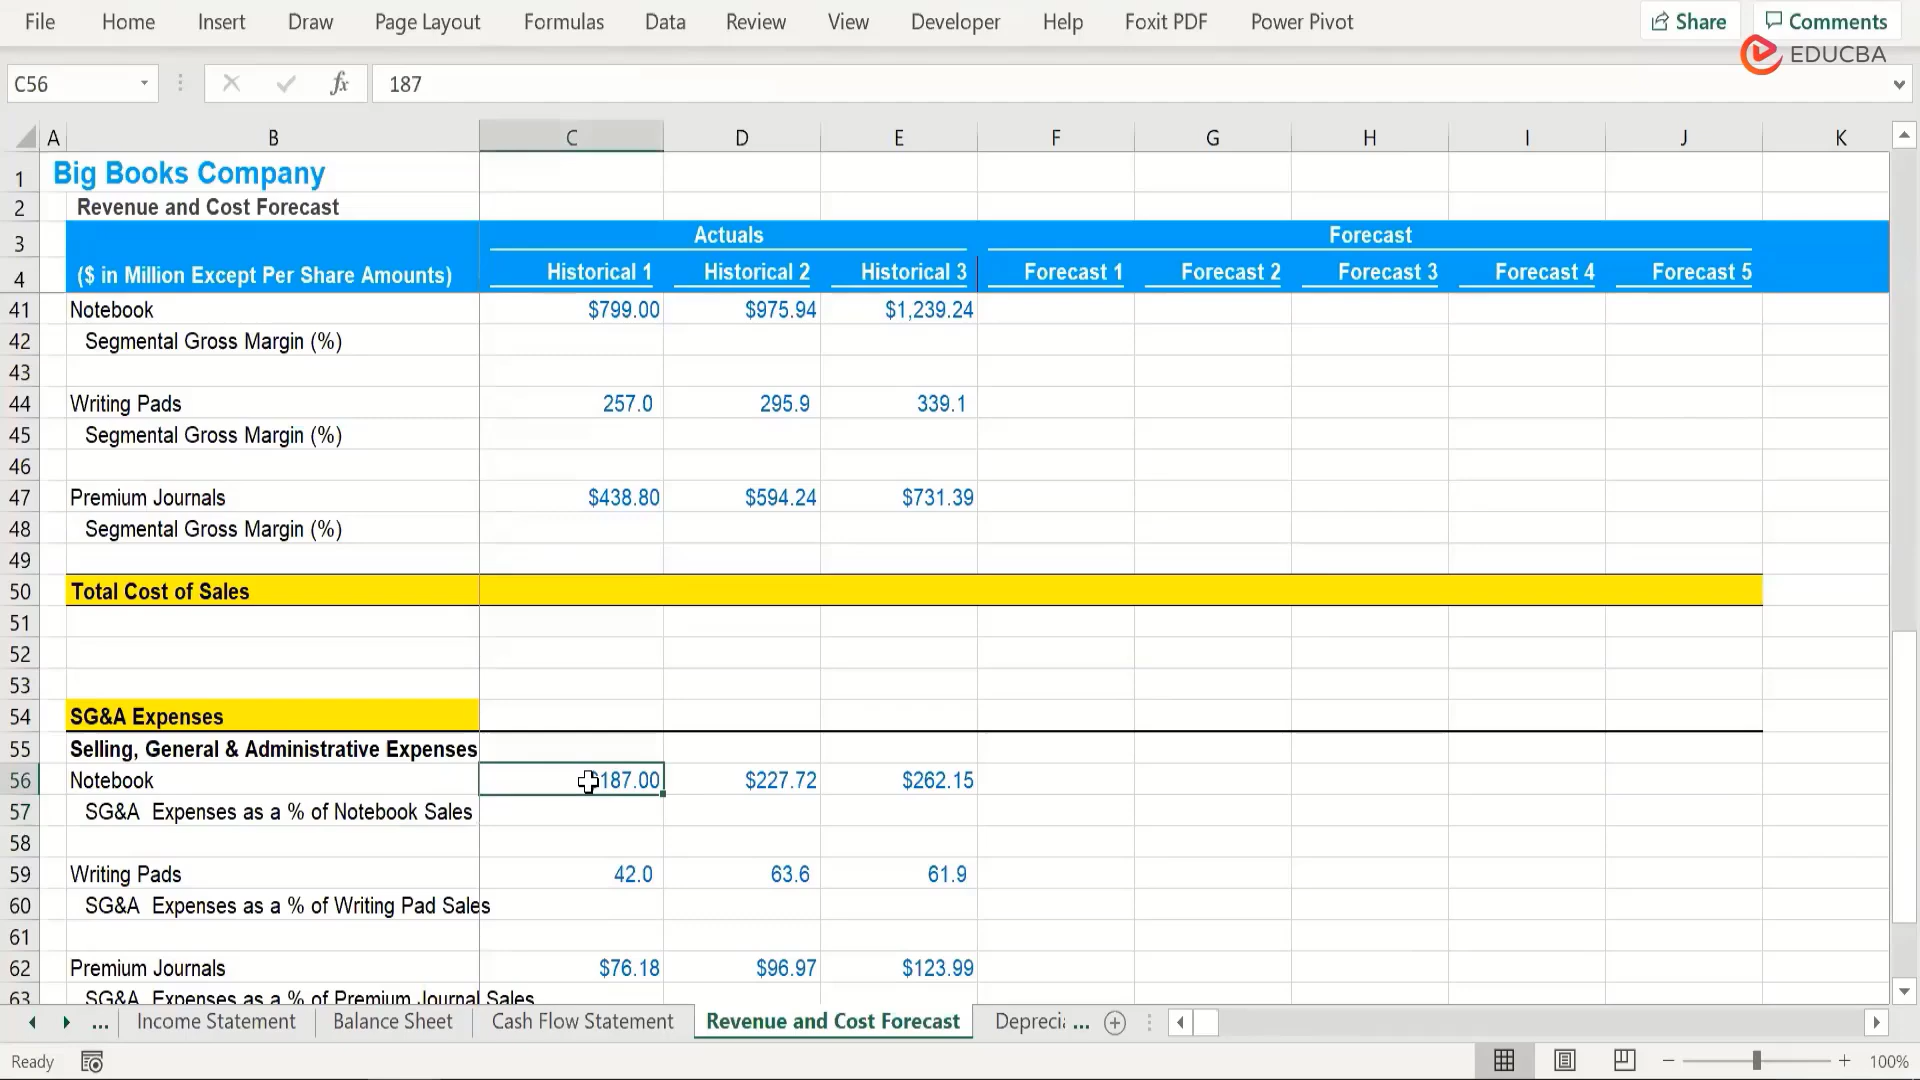 File Home Insert Draw Page Layout Formulas Data Review View Developer Help Foxit PDF Power Pivot Share Comments
EDUCBA
C56 fx 187
A B C D E F G H I J K
1 Big Books Company
2 Revenue and Cost Forecast
3 Actuals Forecast
4 ($ in Million Except Per Share Amounts) Historical 1 Historical 2 Historical 3 Forecast 1 Forecast 2 Forecast 3 Forecast 4 Forecast 5
41 Notebook $799.00 $975.94 $1,239.24
42 Segmental Gross Margin (%)
43
44 Writing Pads 257.0 295.9 339.1
45 Segmental Gross Margin (%)
46
47 Premium Journals $438.80 $594.24 $731.39
48 Segmental Gross Margin (%)
49
50 Total Cost of Sales
51
52
53
54 SG&A Expenses
55 Selling, General & Administrative Expenses
56 Notebook $187.00 $227.72 $262.15
57 SG&A Expenses as a % of Notebook Sales
58
59 Writing Pads 42.0 63.6 61.9
60 SG&A Expenses as a % of Writing Pad Sales
61
62 Premium Journals $76.18 $96.97 $123.99
63 SG&A Expenses as a % of Premium Journal Sales
... Income Statement Balance Sheet Cash Flow Statement Revenue and Cost Forecast Depreci ...
Ready 100%